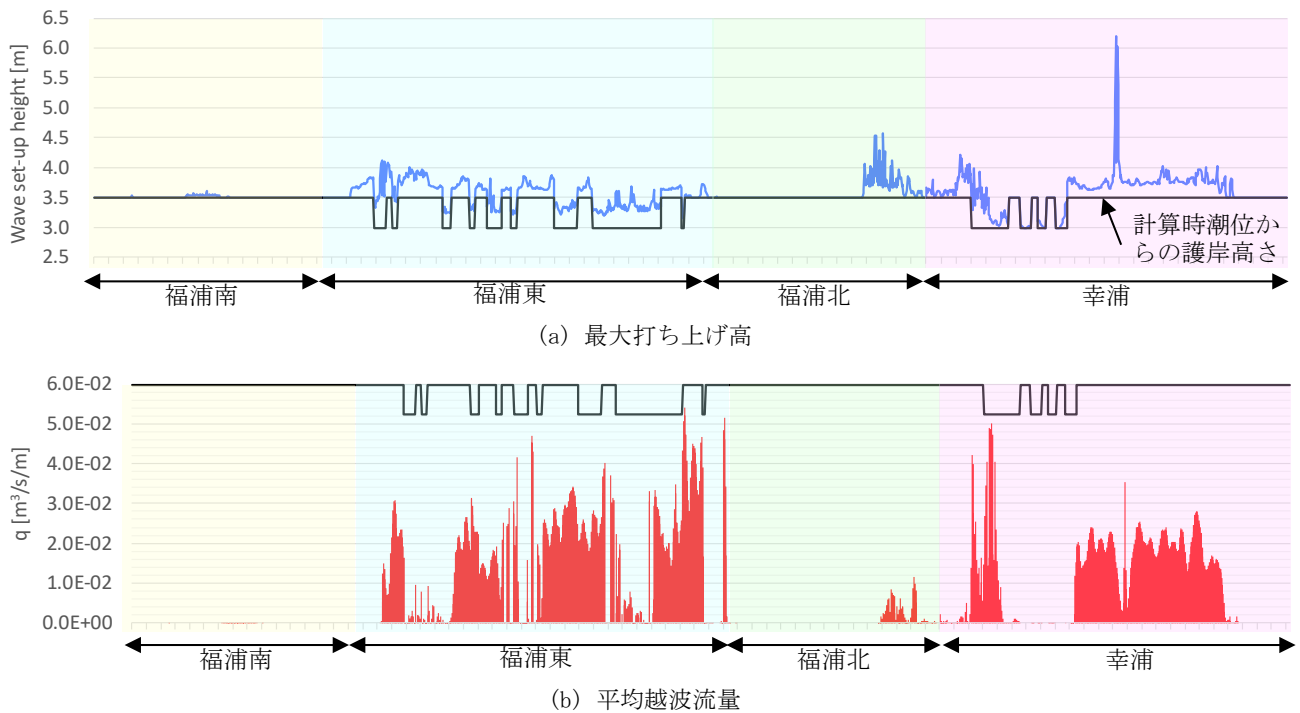 6.5
6.0
5.5
5.0
4.5
4.0
3.5
3.0
2.5
Wave set-up height [m]
計算時潮位か
らの護岸高さ
福浦南
福浦東
福浦北
幸浦
(a) 最大打ち上げ高
6.0E-02
5.0E-02
4.0E-02
3.0E-02
2.0E-02
1.0E-02
0.0E+00
q [m³/s/m]
福浦南
福浦東
福浦北
幸浦
(b) 平均越波流量